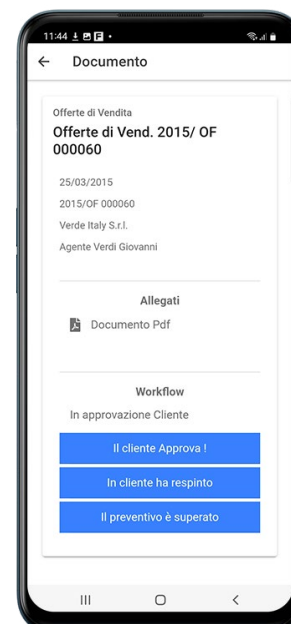 11:44
Documento
Offerte di Vendita
Offerte di Vend. 2015/ OF
000060
25/03/2015
2015/OF 000060
Verde Italy S.r.l.
Agente Verdi Giovanni
Allegati
Documento Pdf
Workflow
In approvazione Cliente
Il cliente Approva !
In cliente ha respinto
Il preventivo è superato